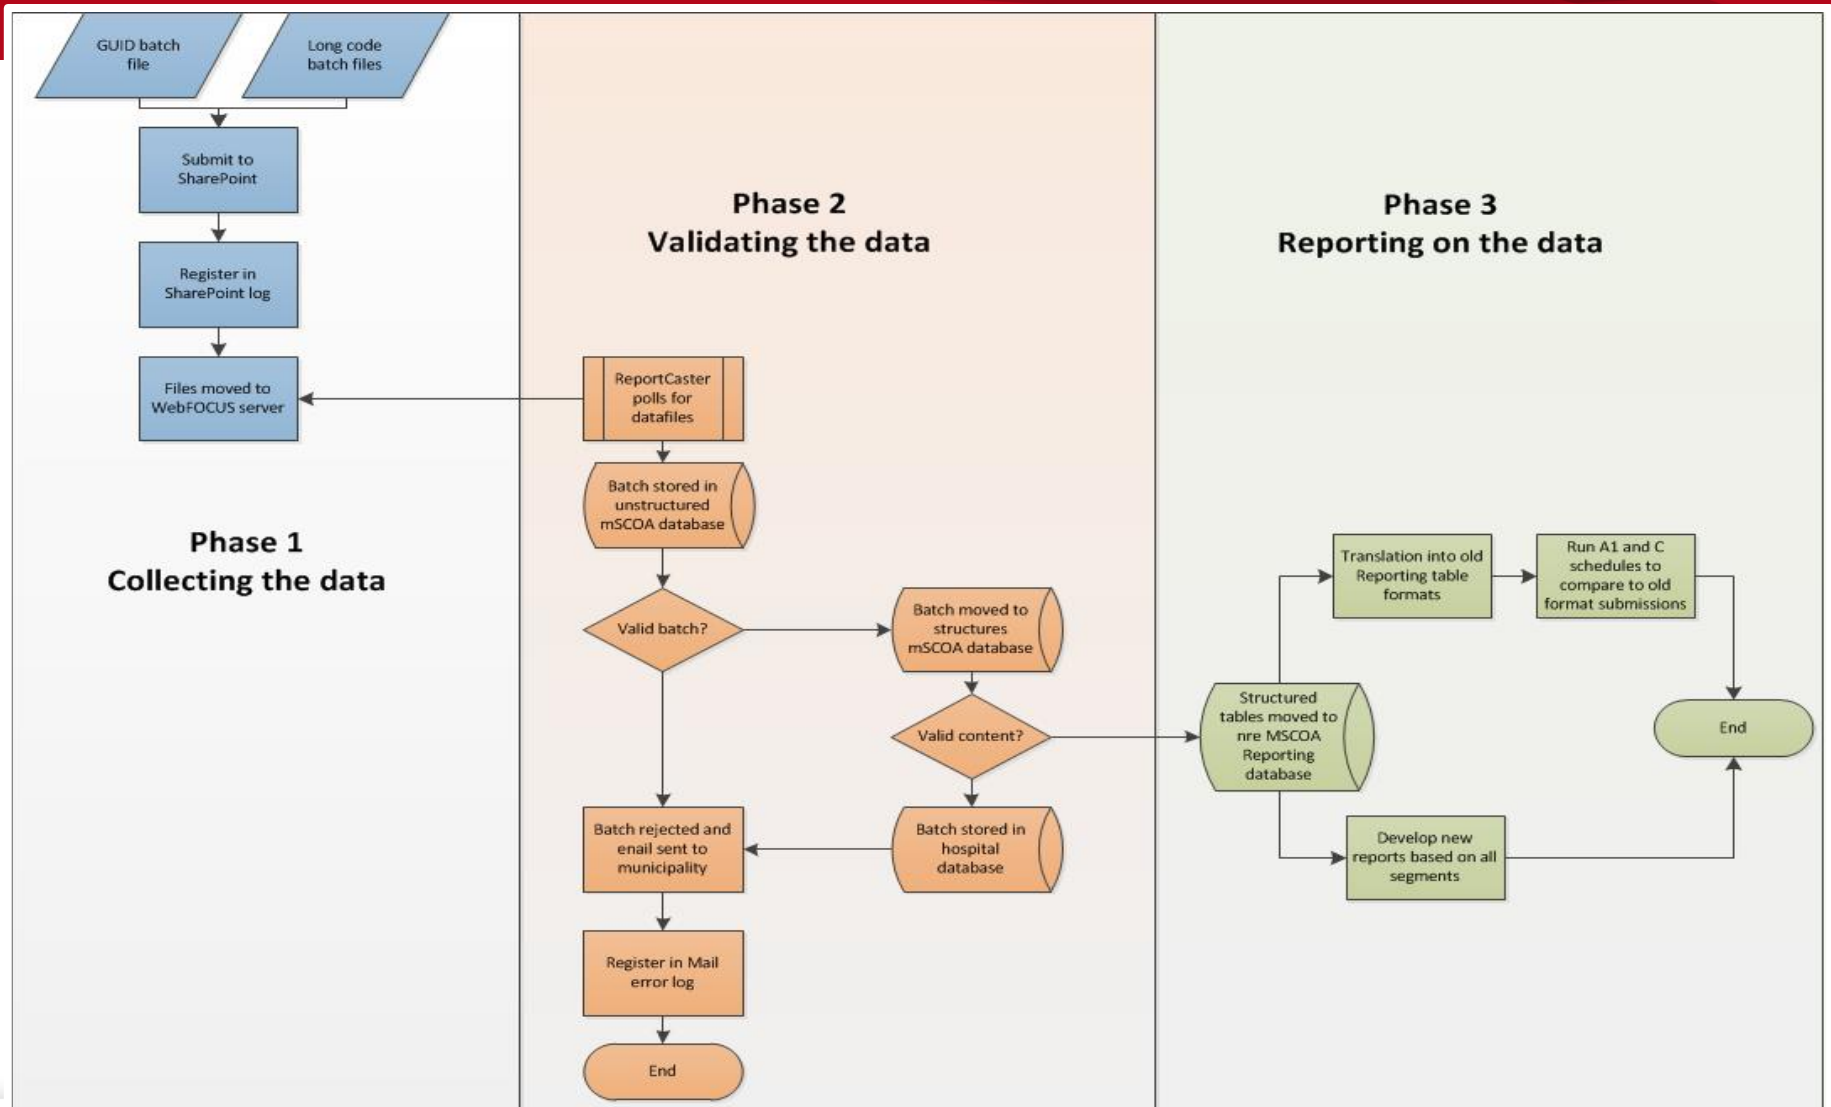 GUID batch
file
Long code
batch files
Submit to
SharePoint
Register in
SharePoint log
Files moved to
WebFOCUS server
Phase 1
Collecting the data
Phase 2
Validating the data
ReportCaster
polls for
datafiles
Batch stored in
unstructured
mSCOA database
Valid batch?
Batch moved to
structures
mSCOA database
Valid content?
Batch stored in
hospital
database
Batch rejected and
enail sent to
municipality
Register in Mail
error log
End
Phase 3
Reporting on the data
Translation into old
Reporting table
formats
Run A1 and C
schedules to
compare to old
format submissions
Structured
tables moved to
nre MSCOA
Reporting
database
End
Develop new
reports based on all
segments